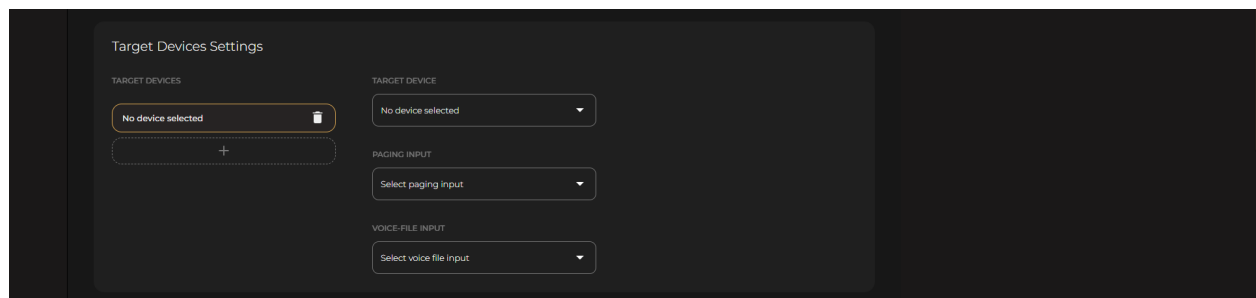 Target Devices Settings
TARGET DEVICES
No device selected
+
TARGET DEVICE
No device selected
PAGING INPUT
Select paging input
VOICE-FILE INPUT
Select voice file input